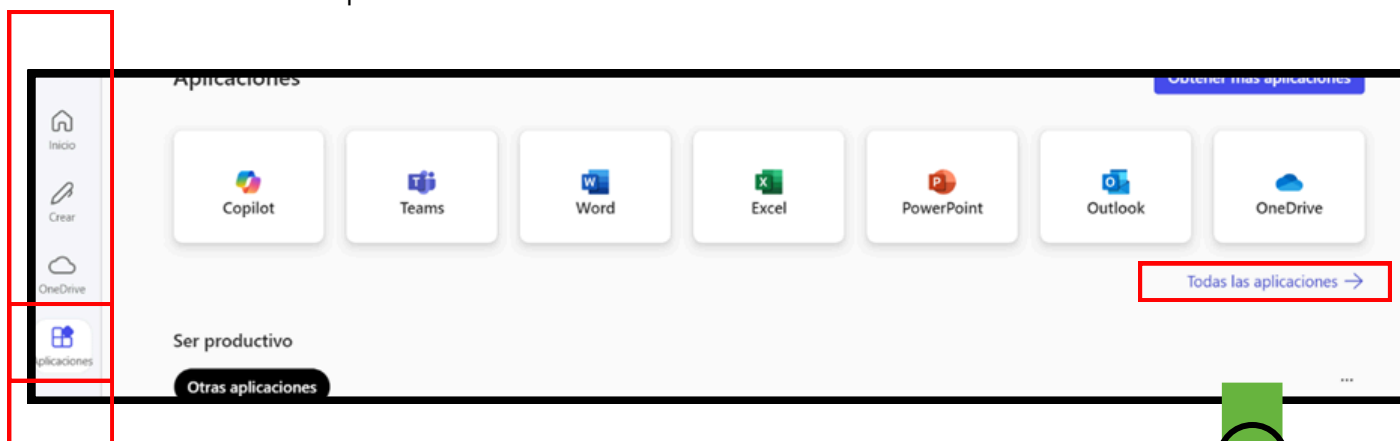 Aplicaciones
Obtener más aplicaciones
Inicio
Crear
OneDrive
Aplicaciones
Copilot
Teams
Word
Excel
PowerPoint
Outlook
OneDrive
Todas las aplicaciones
Ser productivo
Otras aplicaciones
...